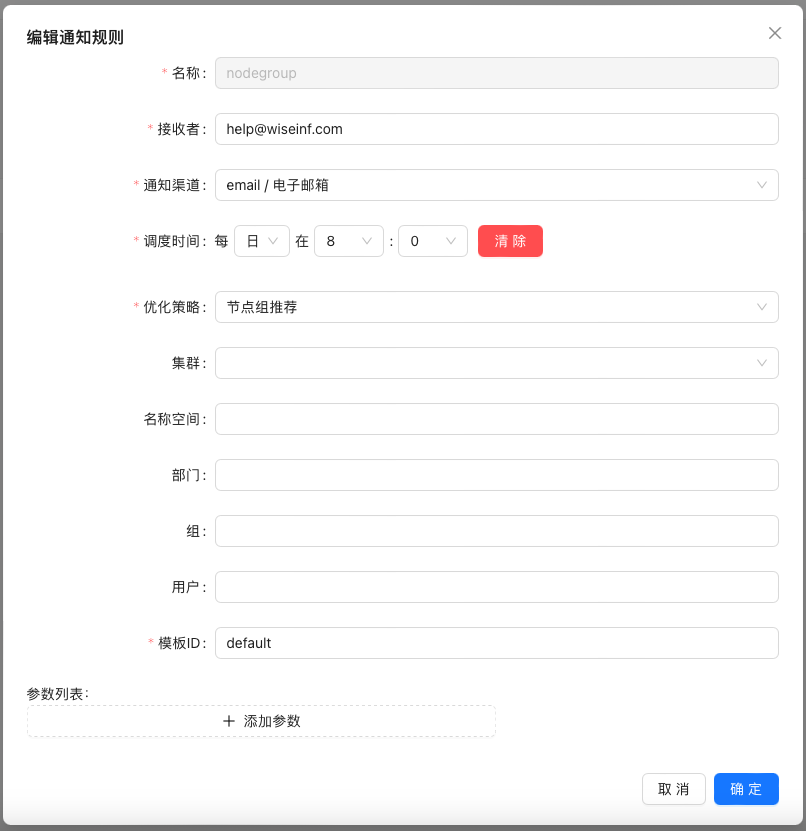 编辑通知规则
* 名称: nodegroup
* 接收者: help@wiseinf.com
* 通知渠道: email / 电子邮箱
* 调度时间: 每 日 在 8 : 0 清 除
* 优化策略: 节点组推荐
集群:
名称空间:
部门:
组:
用户:
* 模板ID: default
参数列表:
+ 添加参数
取 消 确 定